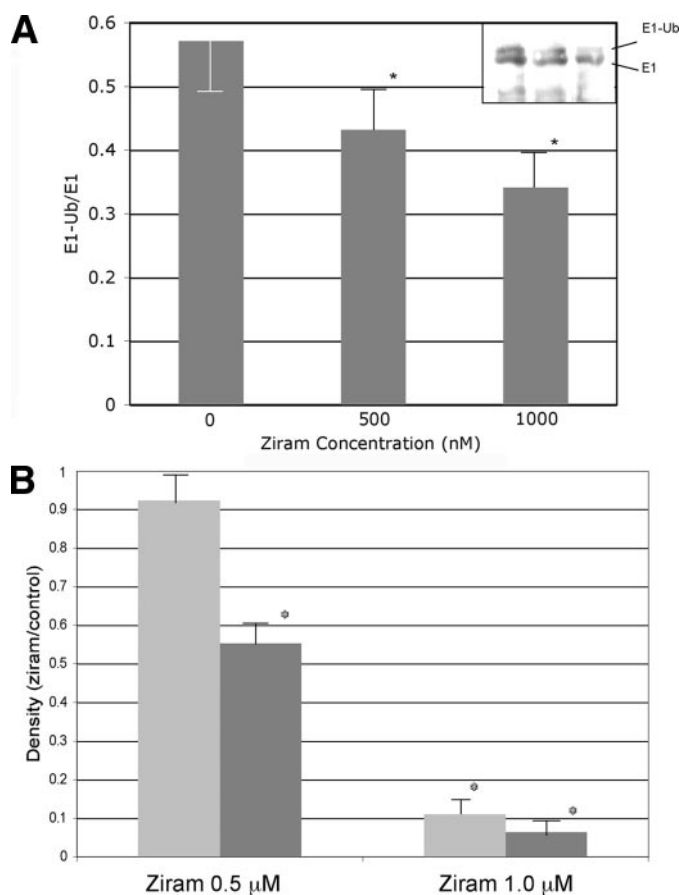 A
0.6
0.5
0.4
0.3
0.2
0.1
0
E1-Ub/E1
*
*
E1-Ub
E1
0
500
1000
Ziram Concentration (nM)
B
1
0.9
0.8
0.7
0.6
0.5
0.4
0.3
0.2
0.1
0
Density (ziram/control)
*
*
*
Ziram 0.5 μM
Ziram 1.0 μM